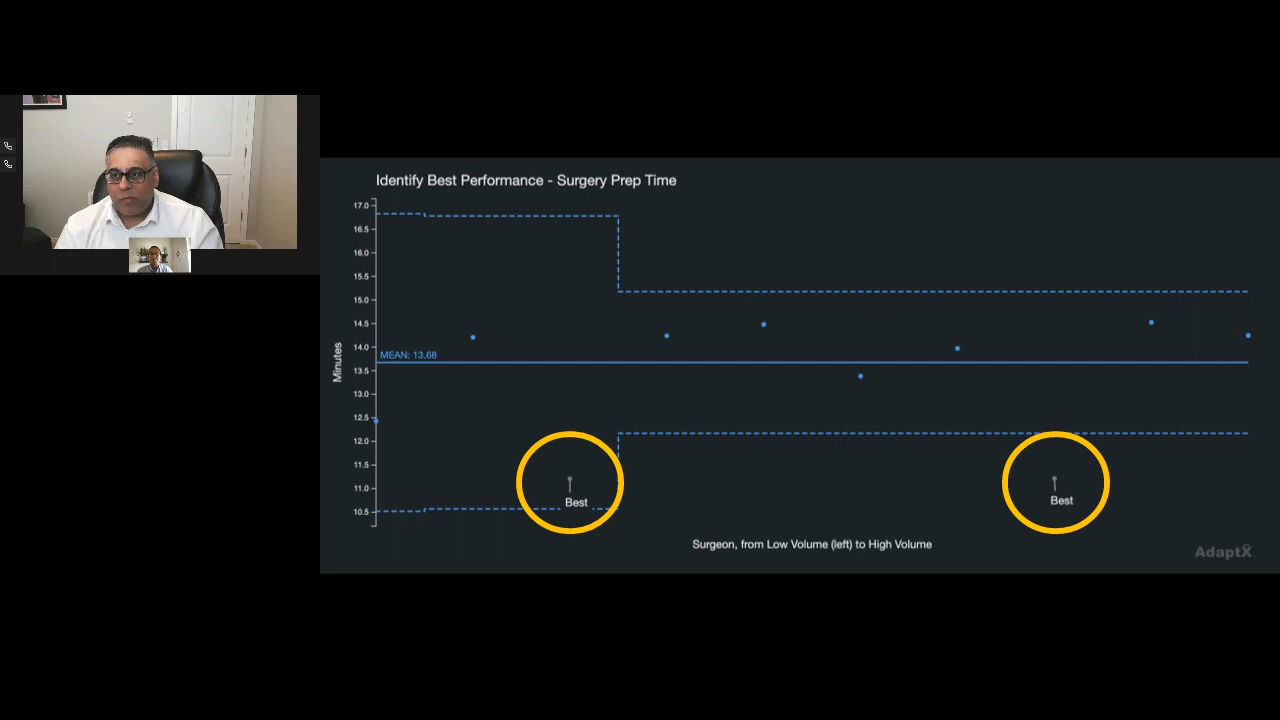 Identify Best Performance - Surgery Prep Time
17.0
16.5
16.0
15.5
15.0
14.5
14.0
13.5
13.0
12.5
12.0
11.5
11.0
10.5
Minutes
MEAN: 13.68
Best
Best
Surgeon, from Low Volume (left) to High Volume
AdaptX